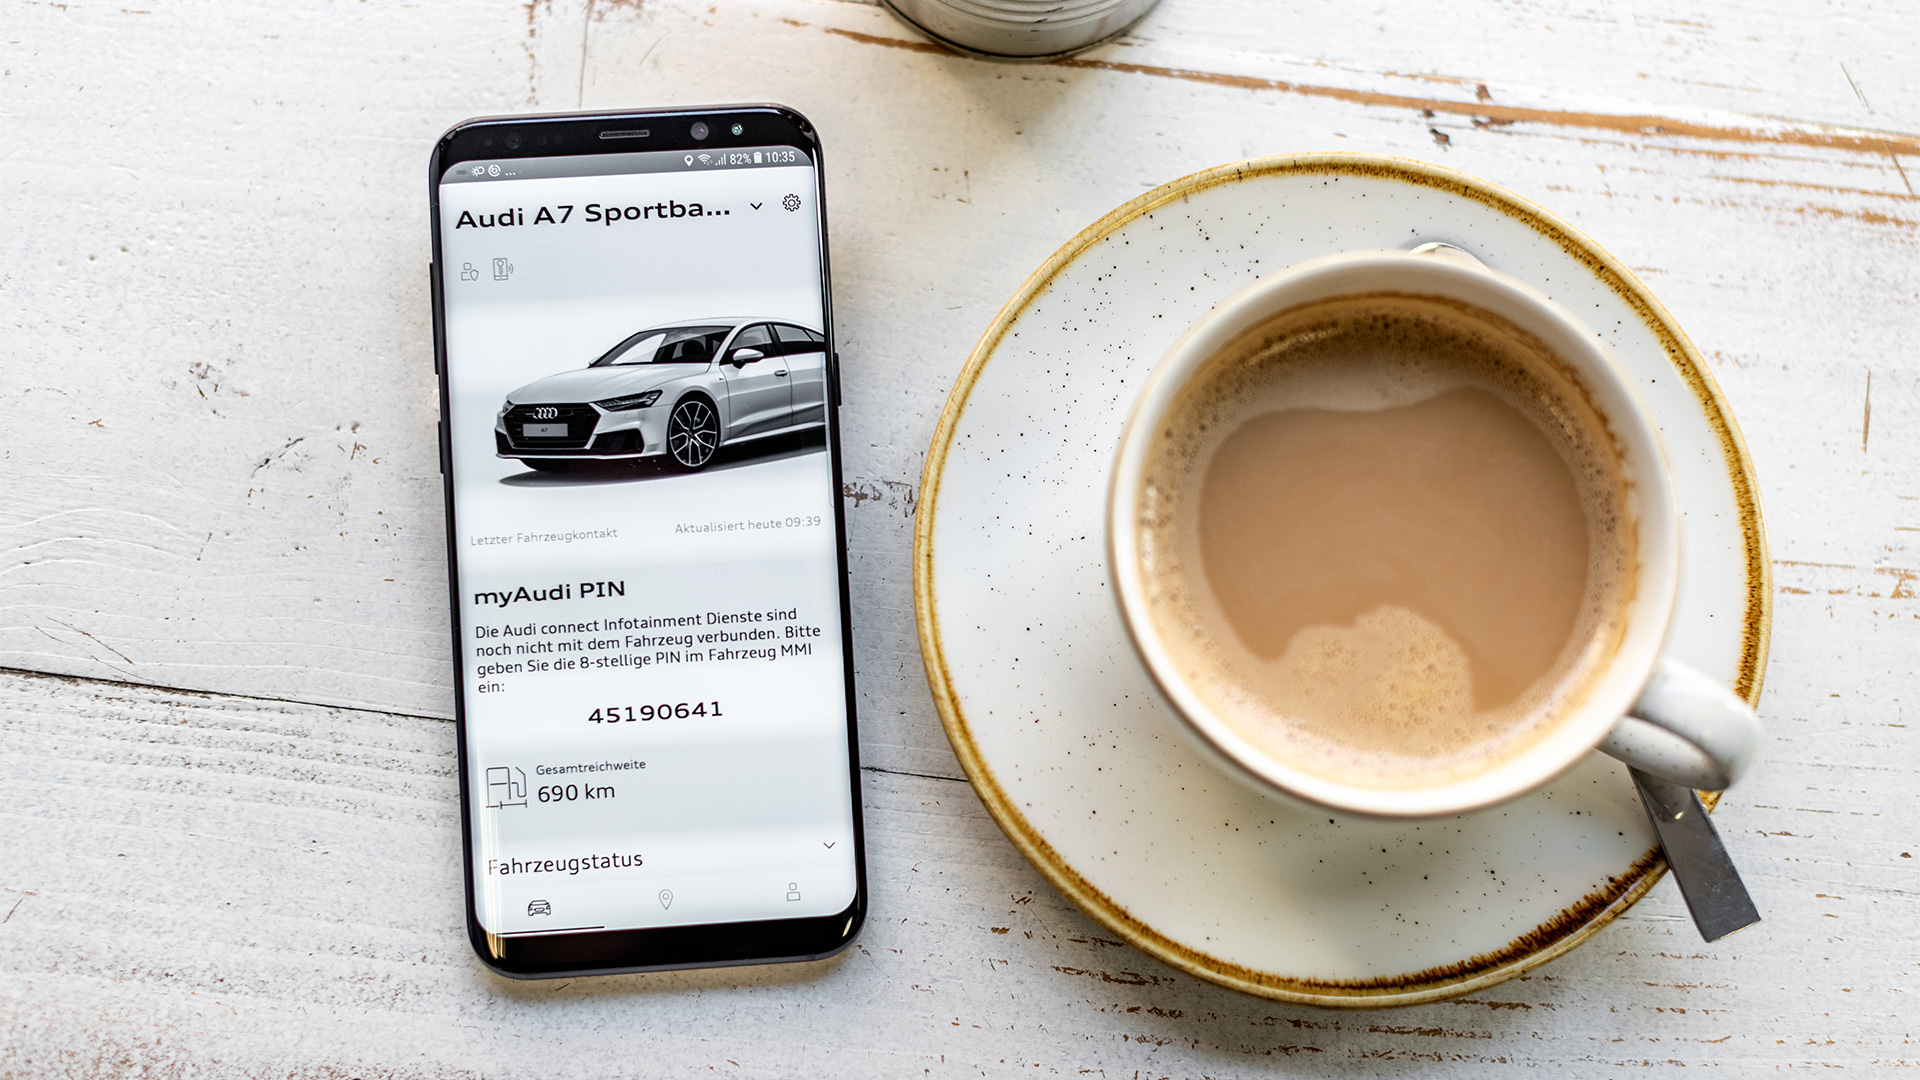 ... 82% 10:35
Audi A7 Sportba...
A7
Letzter Fahrzeugkontakt
Aktualisiert heute 09:39
myAudi PIN
Die Audi connect Infotainment Dienste sind
noch nicht mit dem Fahrzeug verbunden. Bitte
geben Sie die 8-stellige PIN im Fahrzeug MMI
ein:
45190641
Gesamtreichweite
690 km
Fahrzeugstatus